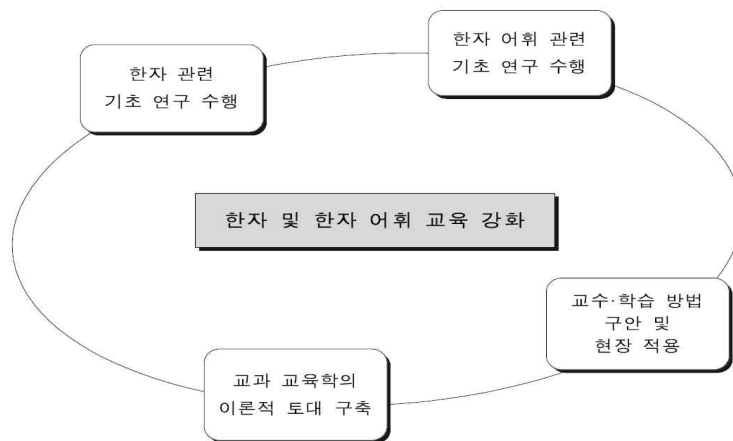 한자 어휘 관련
기초 연구 수행
한자 관련
기초 연구 수행
한자 및 한자 어휘 교육 강화
교수·학습 방법
구안 및
현장 적용
교과 교육학의
이론적 토대 구축